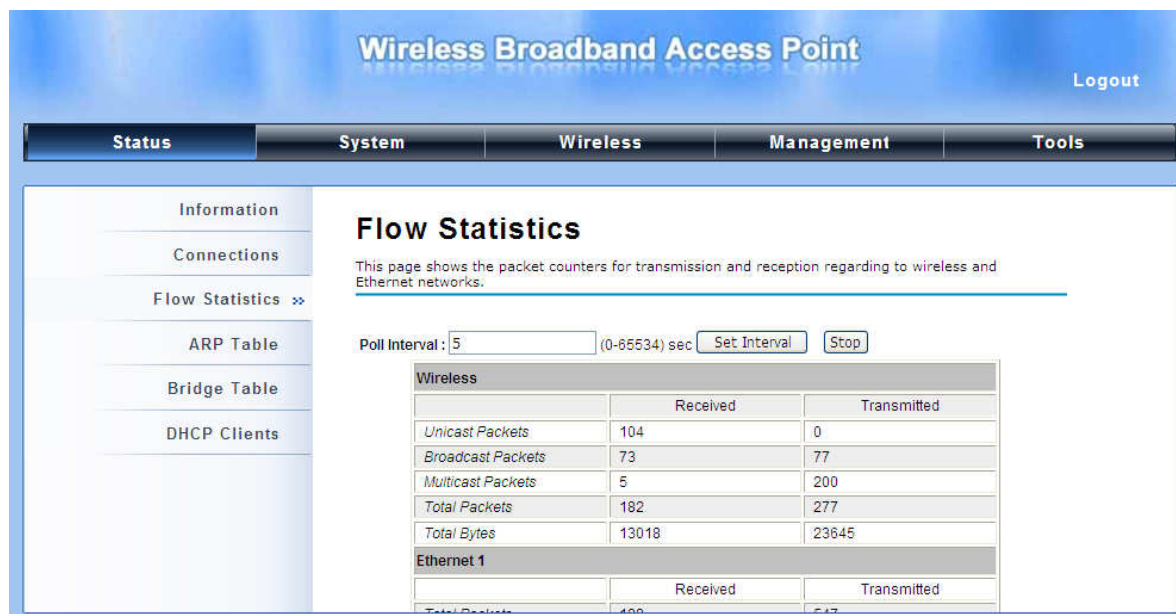 Wireless Broadband Access Point
Logout
Status System Wireless Management Tools
Information
Connections
Flow Statistics »
ARP Table
Bridge Table
DHCP Clients
Flow Statistics
This page shows the packet counters for transmission and reception regarding to wireless and
Ethernet networks.
Poll Interval : 5 (0-65534) sec Set Interval Stop
Wireless
Received Transmitted
Unicast Packets 104 0
Broadcast Packets 73 77
Multicast Packets 5 200
Total Packets 182 277
Total Bytes 13018 23645
Ethernet 1
Received Transmitted
Total Packets